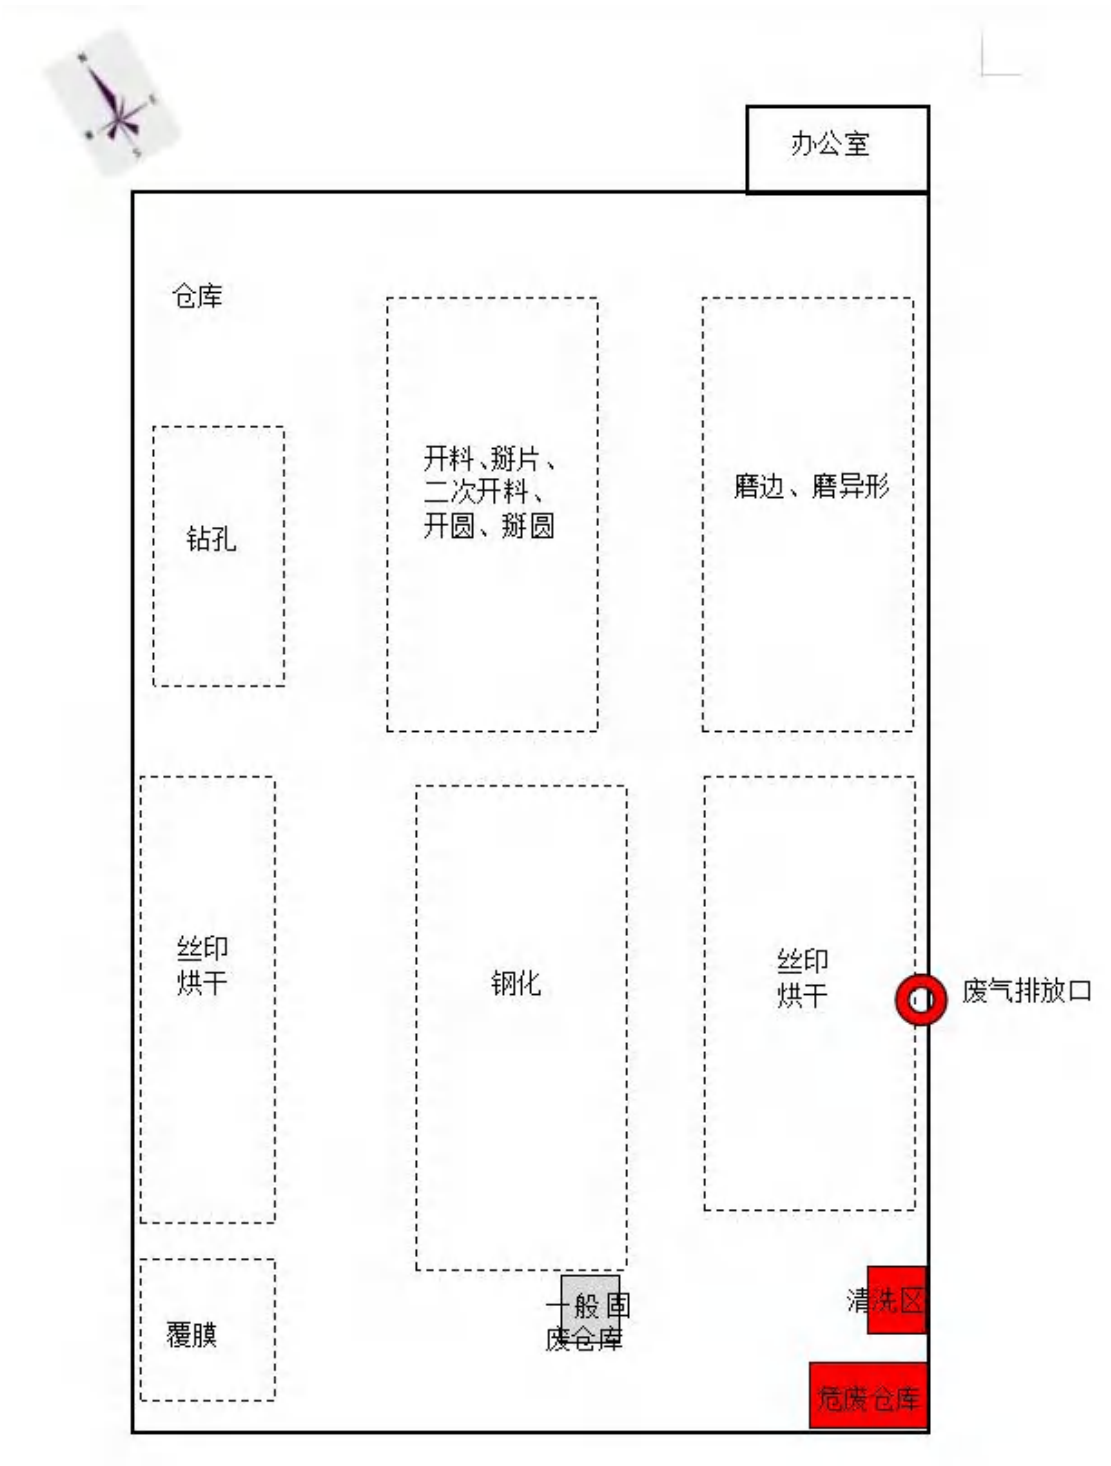 N
E
S
办公室
仓库
开料、掰片、
二次开料、
开圆、掰圆
磨边、磨异形
钻孔
丝印
烘干
钢化
丝印
烘干
废气排放口
一般固
废仓库
清洗区
覆膜
危废仓库